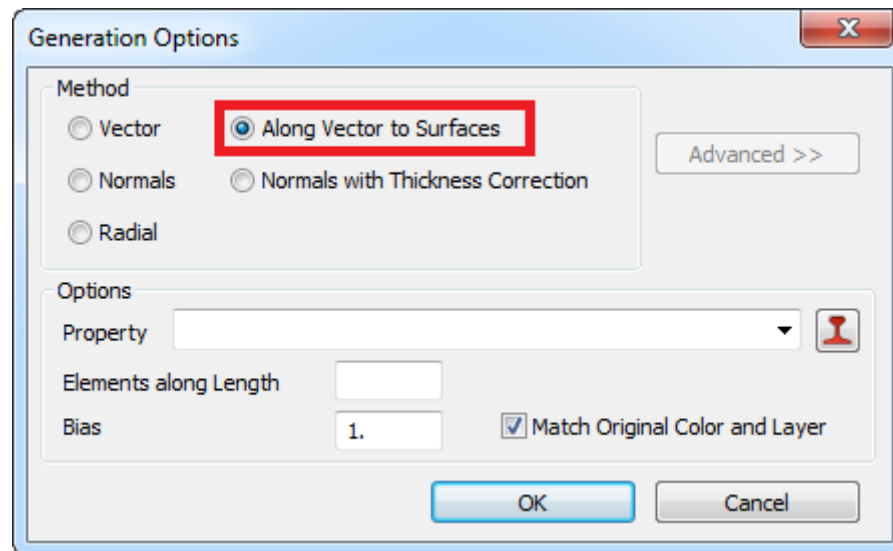 Generation Options
Method
Vector
Along Vector to Surfaces
Advanced >>
Normals
Normals with Thickness Correction
Radial
Options
Property
Elements along Length
Bias
1.
Match Original Color and Layer
OK
Cancel